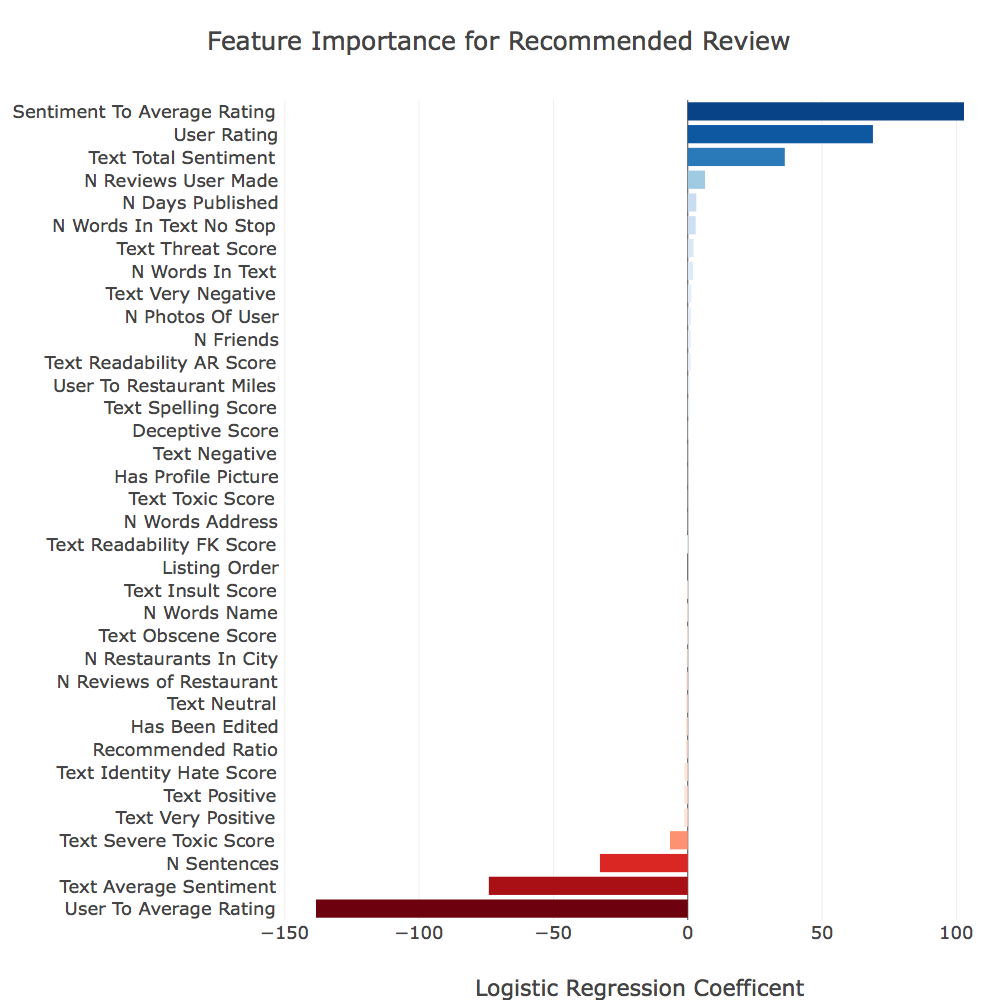 Feature Importance for Recommended Review
Sentiment To Average Rating
User Rating
Text Total Sentiment
N Reviews User Made
N Days Published
N Words In Text No Stop
Text Threat Score
N Words In Text
Text Very Negative
N Photos Of User
N Friends
Text Readability AR Score
User To Restaurant Miles
Text Spelling Score
Deceptive Score
Text Negative
Has Profile Picture
Text Toxic Score
N Words Address
Text Readability FK Score
Listing Order
Text Insult Score
N Words Name
Text Obscene Score
N Restaurants In City
N Reviews of Restaurant
Text Neutral
Has Been Edited
Recommended Ratio
Text Identity Hate Score
Text Positive
Text Very Positive
Text Severe Toxic Score
N Sentences
Text Average Sentiment
User To Average Rating
−150 −100 −50 0 50 100
Logistic Regression Coefficent